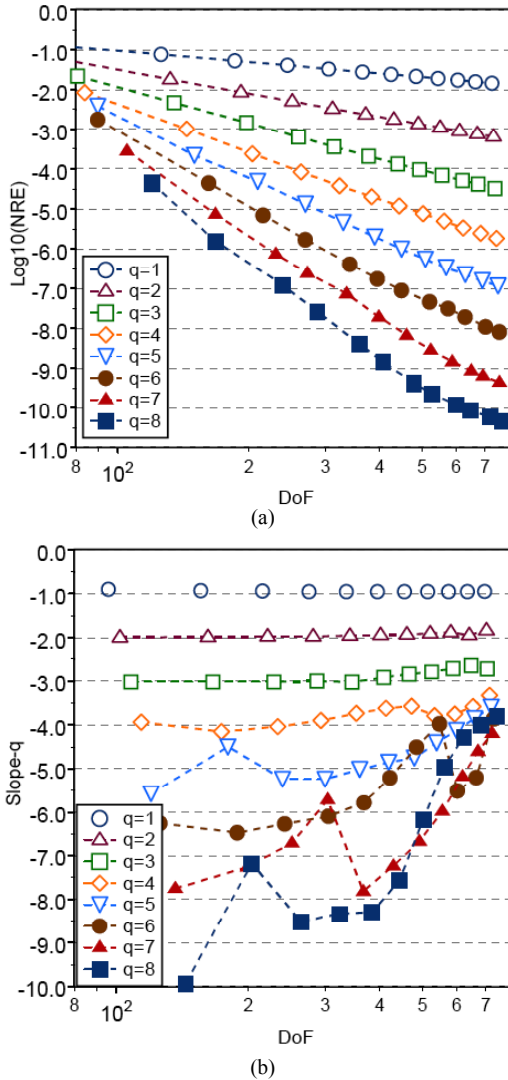 0.0
-1.0
-2.0
-3.0
-4.0
-5.0
-6.0
-7.0
-8.0
-9.0
-10.0
-11.0
Log10(NRE)
q=1
q=2
q=3
q=4
q=5
q=6
q=7
q=8
8 10² 2 3 4 5 6 7
DoF
(a)
0.0
-1.0
-2.0
-3.0
-4.0
-5.0
-6.0
-7.0
-8.0
-9.0
-10.0
Slope-q
q=1
q=2
q=3
q=4
q=5
q=6
q=7
q=8
8 10² 2 3 4 5 6 7
DoF
(b)